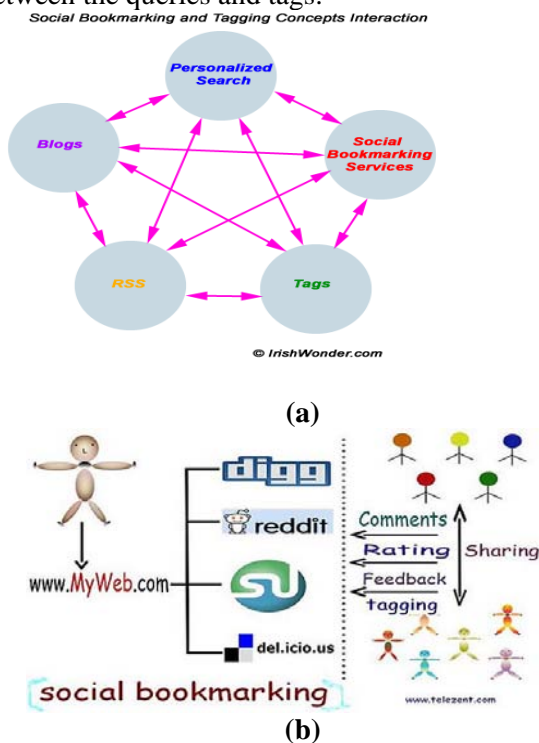 between the queries and tags.
Social Bookmarking and Tagging Concepts Interaction
Personalized
Search
Blogs
Social
Bookmarking
Services
RSS
Tags
© IrishWonder.com
(a)
digg
reddit
Comments
Rating
Sharing
www.MyWeb.com
SU
Feedback
tagging
del.icio.us
[social bookmarking]
www.telezent.com
(b)